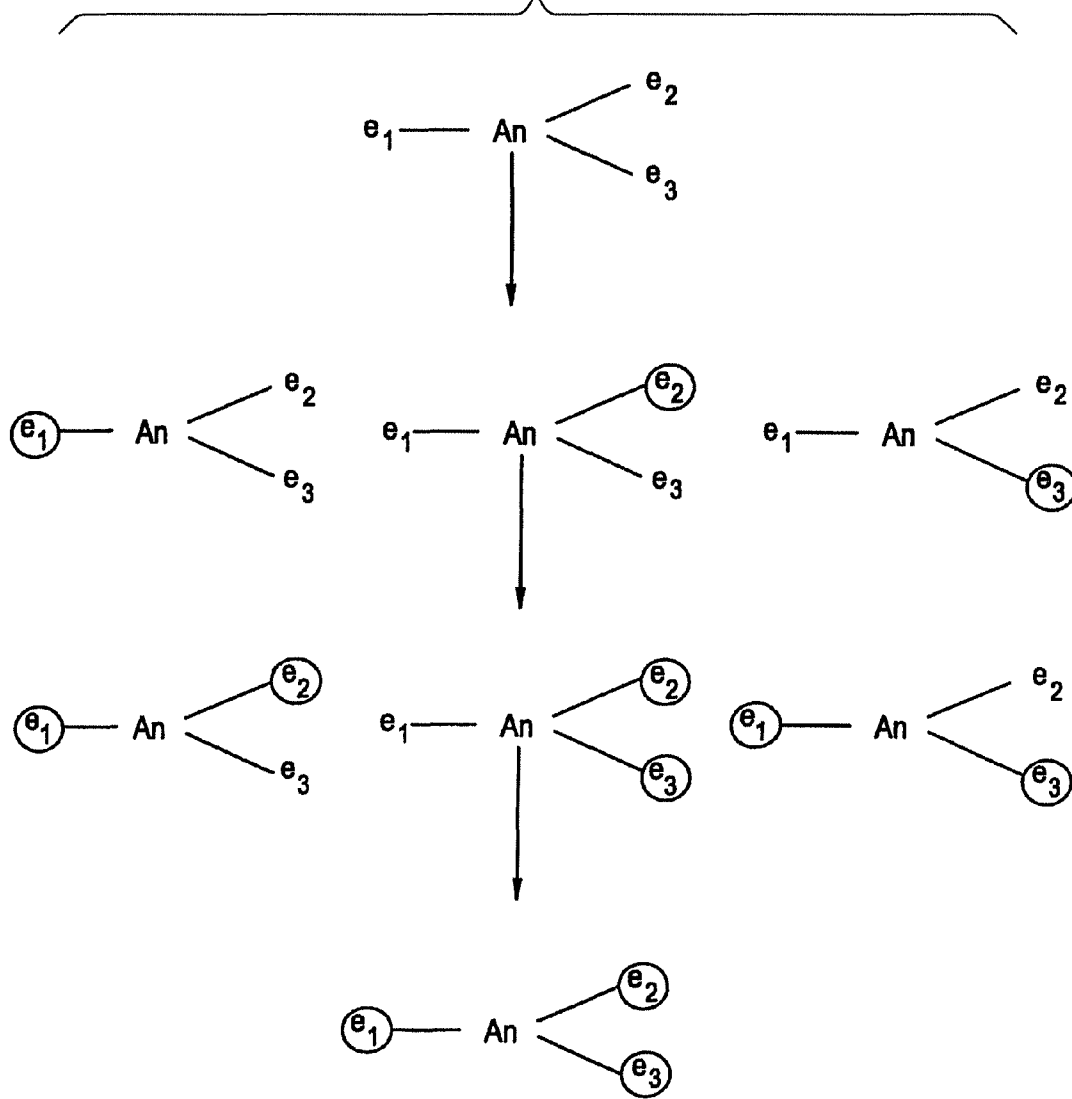 e₁ An e₂
e₃
e₁ An e₂ e₁ An e₂ e₁ An e₂
e₃ e₃ e₃
e₁ An e₂ e₁ An e₂ e₁ An e₂
e₃ e₃ e₃
e₁ An e₂
e₃